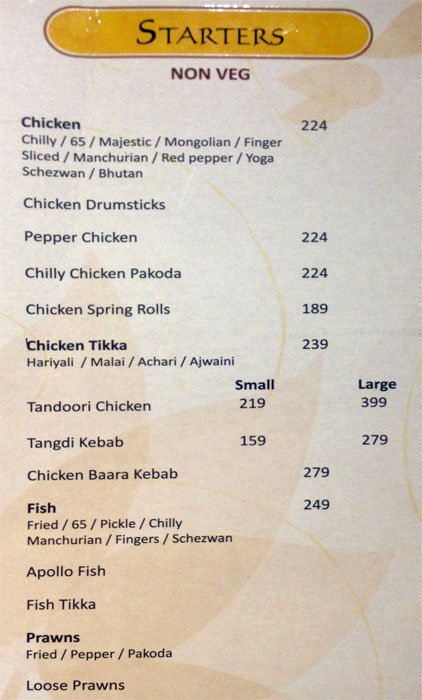 STARTERS
NON VEG
Chicken 224
Chilly / 65 / Majestic / Mongolian / Finger
Sliced / Manchurian / Red pepper / Yoga
Schezwan / Bhutan
Chicken Drumsticks
Pepper Chicken 224
Chilly Chicken Pakoda 224
Chicken Spring Rolls 189
Chicken Tikka 239
Hariyali / Malai / Achari / Ajwaini
Small Large
Tandoori Chicken 219 399
Tangdi Kebab 159 279
Chicken Baara Kebab 279
Fish 249
Fried / 65 / Pickle / Chilly
Manchurian / Fingers / Schezwan
Apollo Fish
Fish Tikka
Prawns
Fried / Pepper / Pakoda
Loose Prawns